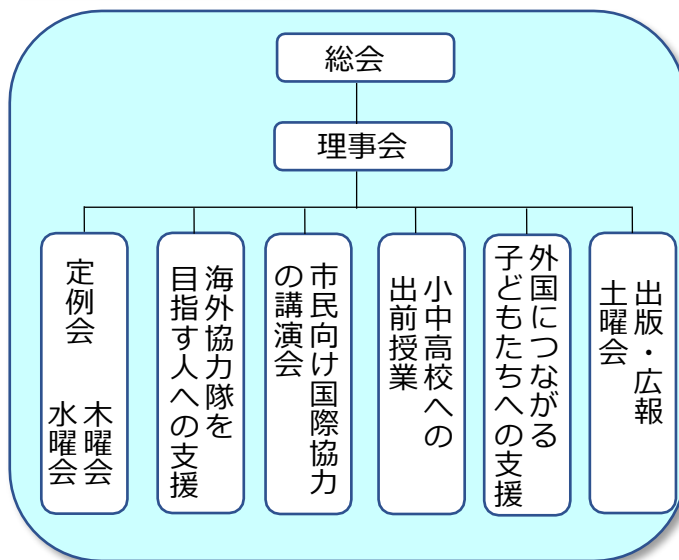 総会
理事会
定例会
木曜会
水曜会
海外協力隊を
目指す人への支援
市民向け国際協力
の講演会
小中高校への
出前授業
外国につながる
子どもたちへの支援
出版・広報
土曜会